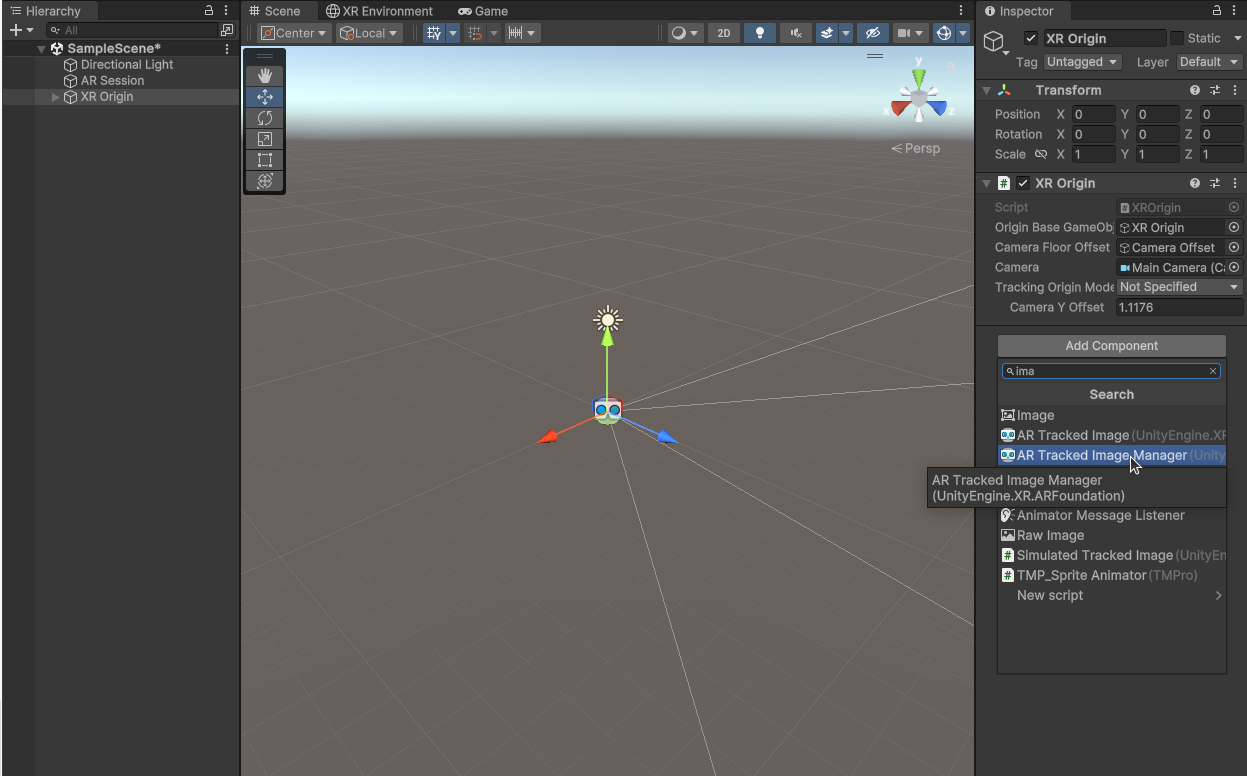 Hierarchy
All
SampleScene*
Directional Light
AR Session
XR Origin
Scene
XR Environment
Game
Center
Local
2D
y
x
z
Persp
Inspector
XR Origin
Static
Tag
Untagged
Layer
Default
Transform
Position X 0 Y 0 Z 0
Rotation X 0 Y 0 Z 0
Scale X 1 Y 1 Z 1
# XR Origin
Script
XROrigin
Origin Base GameObj
XR Origin
Camera Floor Offset
Camera Offset
Camera
Main Camera (Ca
Tracking Origin Mode
Not Specified
Camera Y Offset
1.1176
Add Component
ima
Search
Image
AR Tracked Image (UnityEngine.XR
AR Tracked Image Manager (Unity
AR Tracked Image Manager
(UnityEngine.XR.ARFoundation)
Animator Message Listener
Raw Image
# Simulated Tracked Image (UnityEn
# TMP_Sprite Animator (TMPro)
New script